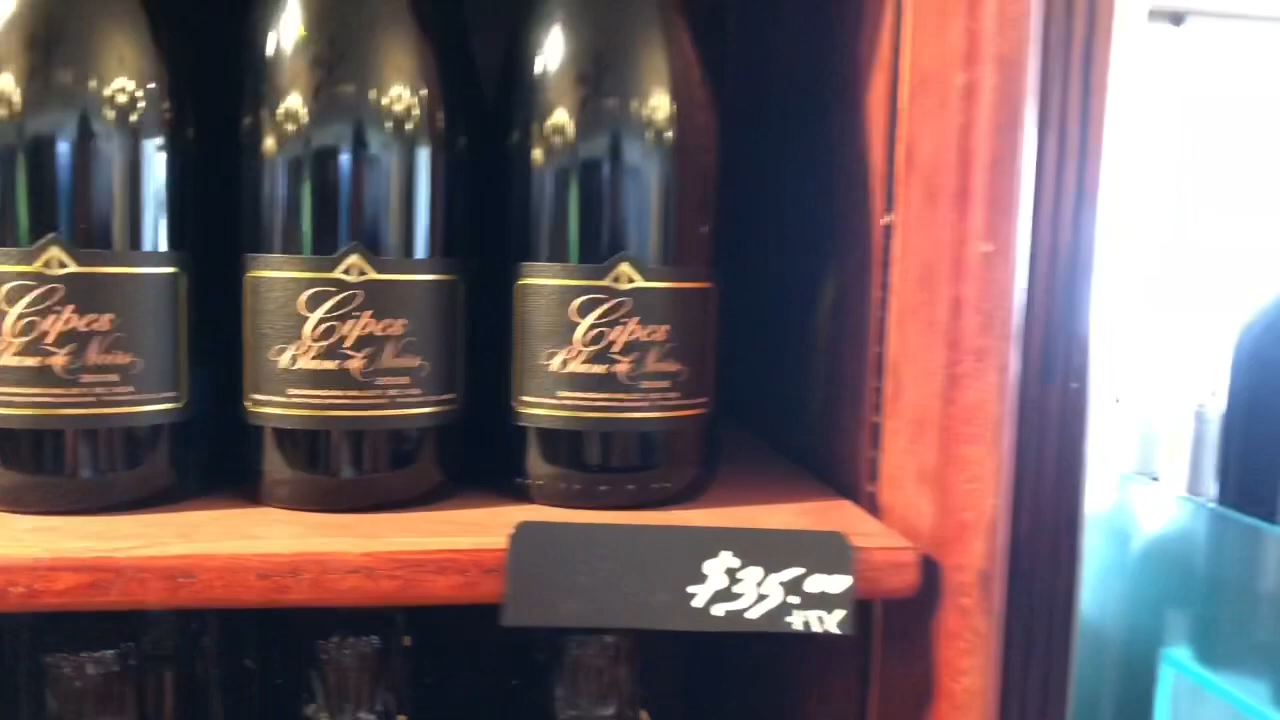 Cipes
Blanc de Noirs
Cipes
Blanc de Noirs
Cipes
Blanc de Noirs
$35.00
+TX